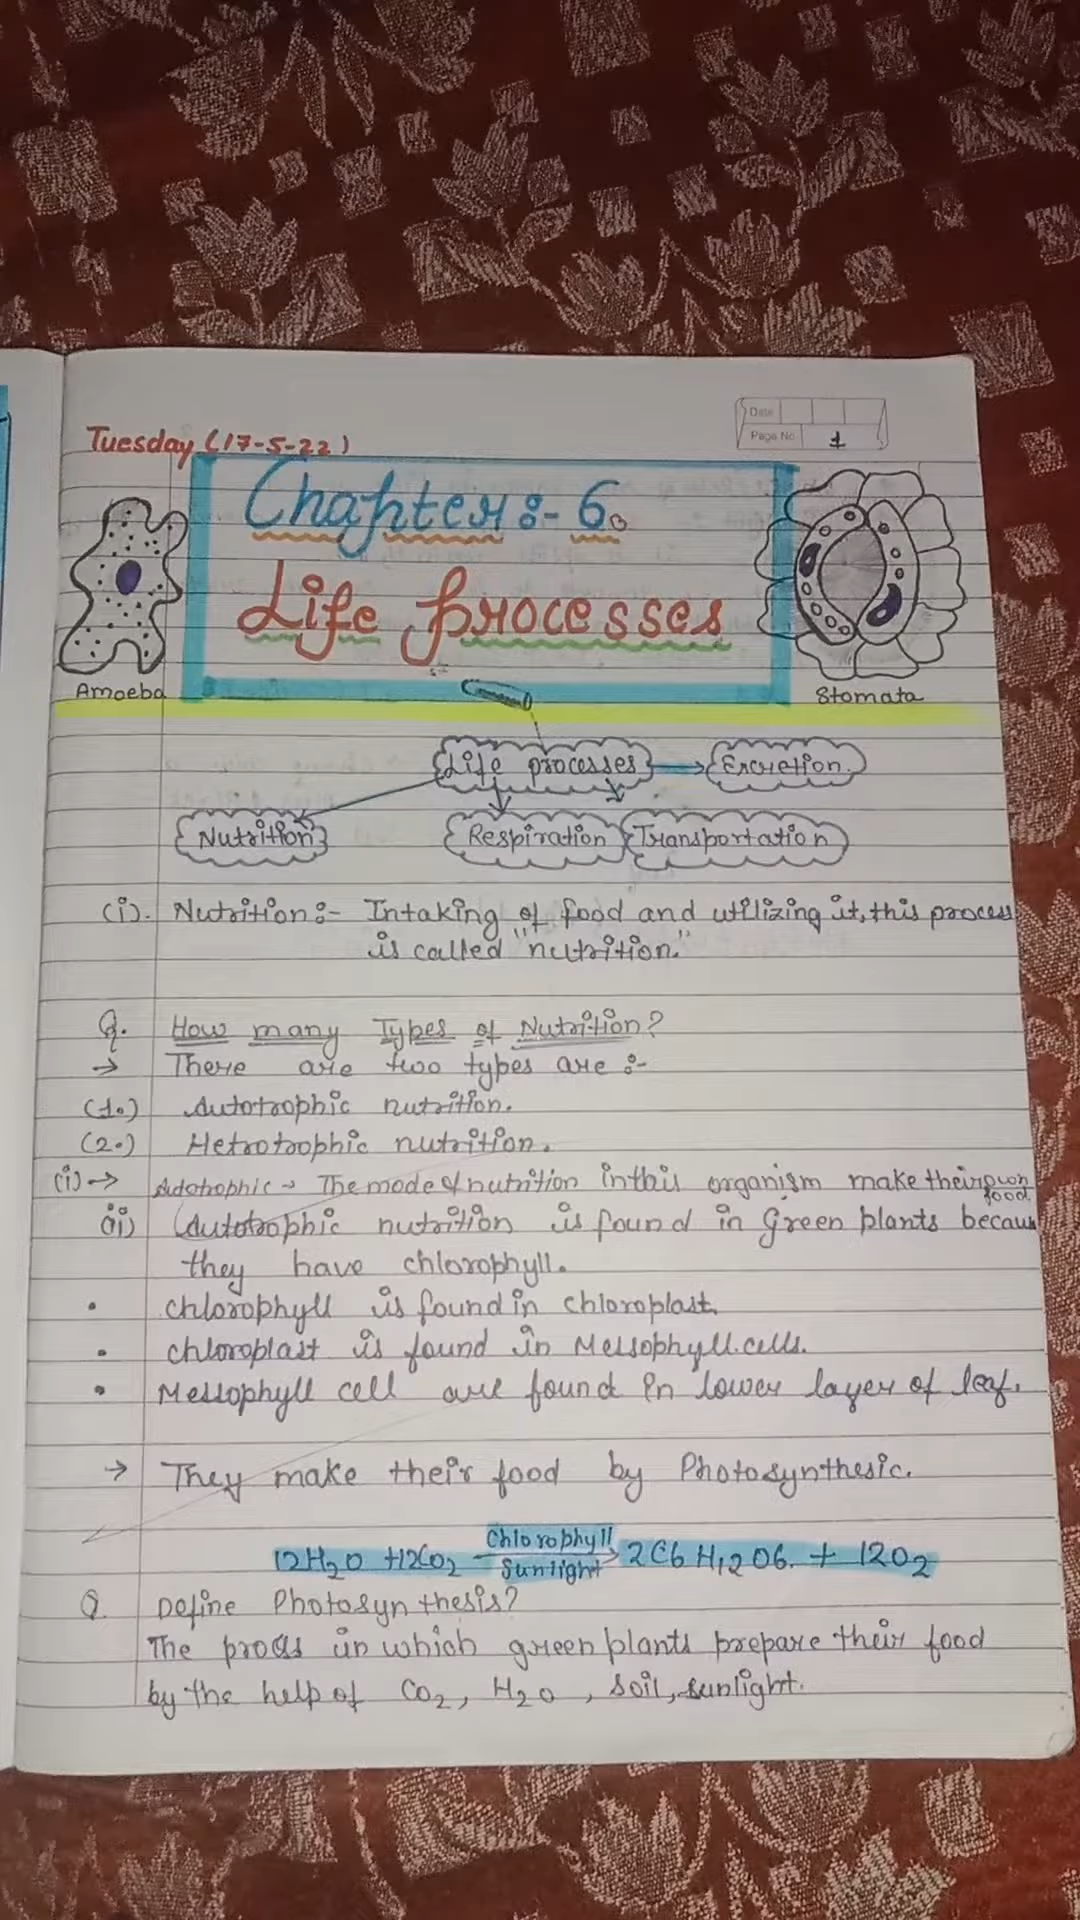 Date
Page No. 1
Tuesday (17-5-22)
Chapter :- 6.
Life processes
Amoeba
Stomata
Life processes
Excretion.
Nutrition
Respiration
Transportation
(i). Nutrition :- Intaking of food and utilizing it, this process
is called "nutrition."
Q. How many Types of Nutrition?
→ There are two types are :-
(1.) Autotrophic nutrition.
(2.) Hetrotrophic nutrition.
(i) → Autotrophic → The mode of nutrition in this organism make their own
food
ii) Autotrophic nutrition is found in Green plants becaus
they have chlorophyll.
• chlorophyll is found in chloroplast.
• chloroplast is found in Messophyll cells.
• Messophyll cell are found in lower layer of leaf.
→ They make their food by Photosynthesic.
Chlorophyll
12H2O + 12CO2 → 2C6H12O6. + 12O2
Sunlight
Q. Define Photosynthesis?
The procss in which green plants prepare their food
by the help of CO2, H2O, soil, sunlight.